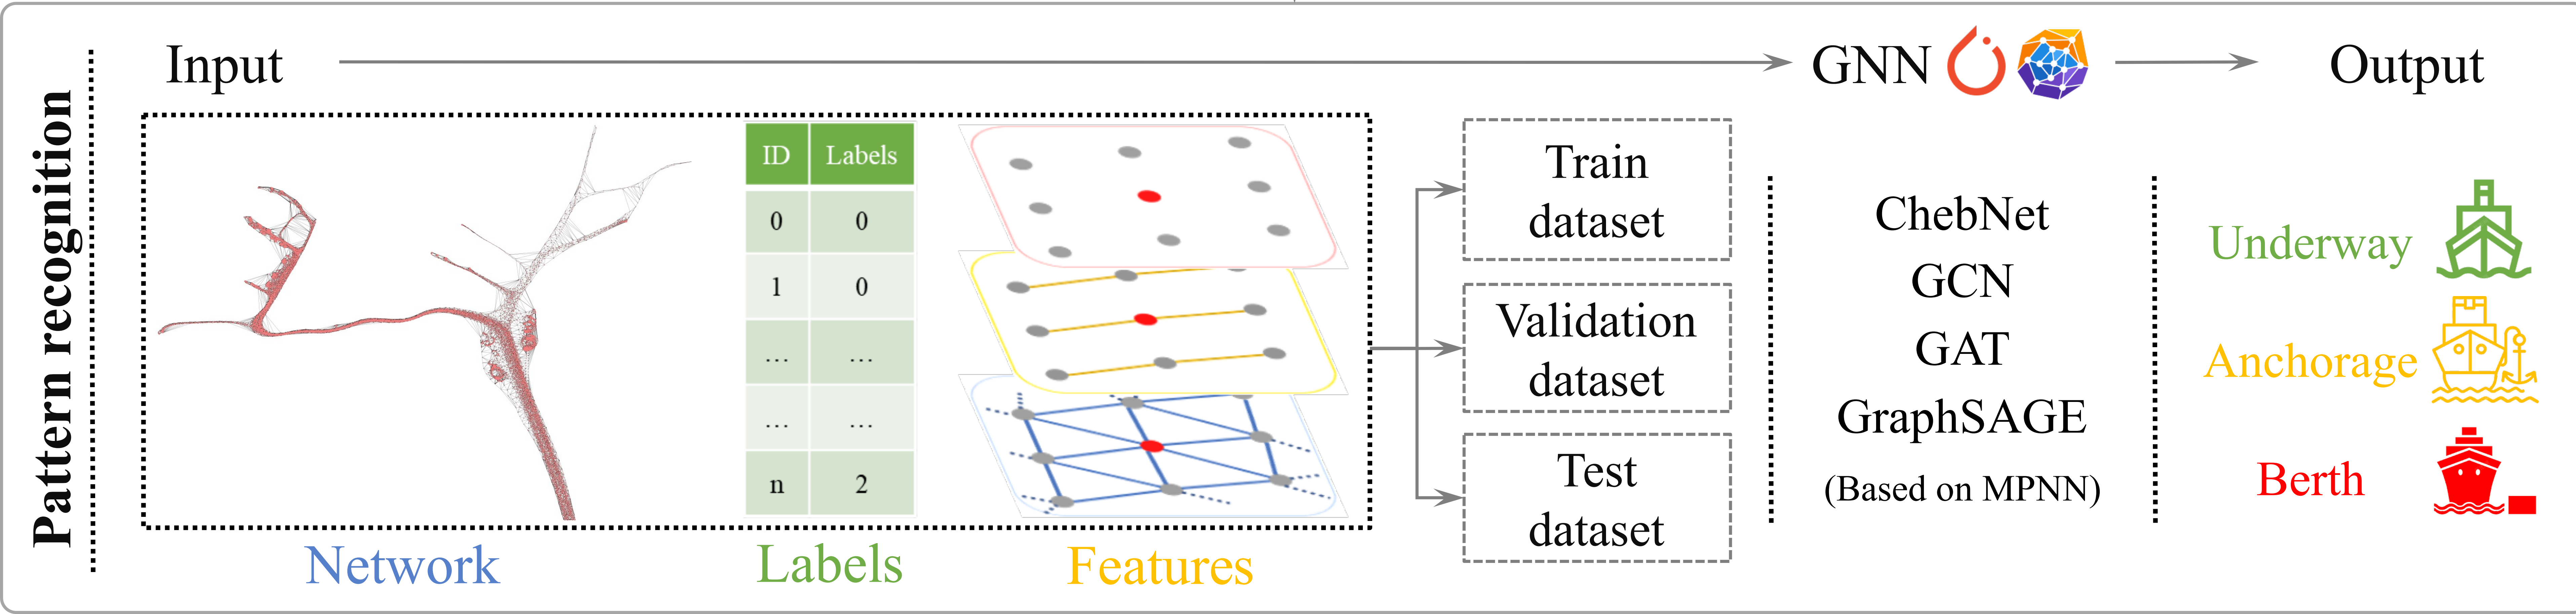 Pattern recognition
Input
GNN
Output
ID Labels
0 0
1 0
... ...
... ...
n 2
Network
Labels
Features
Train
dataset
Validation
dataset
Test
dataset
ChebNet
GCN
GAT
GraphSAGE
(Based on MPNN)
Underway
Anchorage
Berth